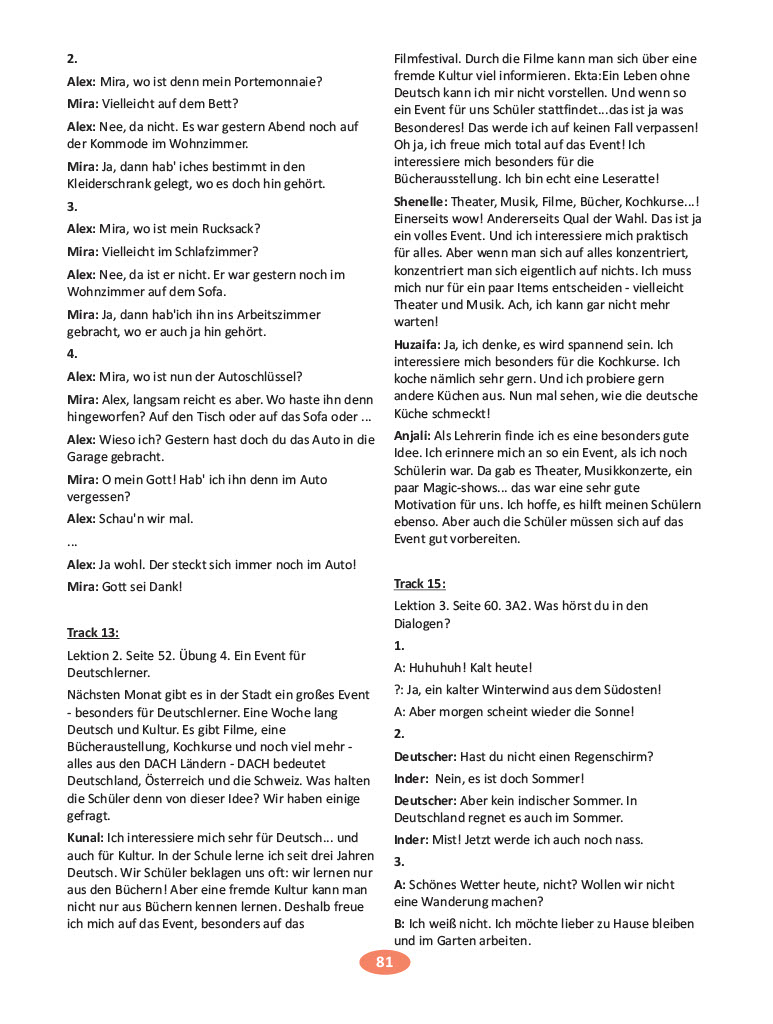 2.
Alex: Mira, wo ist denn mein Portemonnaie?
Mira: Vielleicht auf dem Bett?
Alex: Nee, da nicht. Es war gestern Abend noch auf
der Kommode im Wohnzimmer.
Mira: Ja, dann hab' iches bestimmt in den
Kleiderschrank gelegt, wo es doch hin gehört.
3.
Alex: Mira, wo ist mein Rucksack?
Mira: Vielleicht im Schlafzimmer?
Alex: Nee, da ist er nicht. Er war gestern noch im
Wohnzimmer auf dem Sofa.
Mira: Ja, dann hab'ich ihn ins Arbeitszimmer
gebracht, wo er auch ja hin gehört.
4.
Alex: Mira, wo ist nun der Autoschlüssel?
Mira: Alex, langsam reicht es aber. Wo haste ihn denn
hingeworfen? Auf den Tisch oder auf das Sofa oder ...
Alex: Wieso ich? Gestern hast doch du das Auto in die
Garage gebracht.
Mira: O mein Gott! Hab' ich ihn denn im Auto
vergessen?
Alex: Schau'n wir mal.
...
Alex: Ja wohl. Der steckt sich immer noch im Auto!
Mira: Gott sei Dank!
Track 13:
Lektion 2. Seite 52. Übung 4. Ein Event für
Deutschlerner.
Nächsten Monat gibt es in der Stadt ein großes Event
- besonders für Deutschlerner. Eine Woche lang
Deutsch und Kultur. Es gibt Filme, eine
Bücheraustellung, Kochkurse und noch viel mehr -
alles aus den DACH Ländern - DACH bedeutet
Deutschland, Österreich und die Schweiz. Was halten
die Schüler denn von dieser Idee? Wir haben einige
gefragt.
Kunal: Ich interessiere mich sehr für Deutsch... und
auch für Kultur. In der Schule lerne ich seit drei Jahren
Deutsch. Wir Schüler beklagen uns oft: wir lernen nur
aus den Büchern! Aber eine fremde Kultur kann man
nicht nur aus Büchern kennen lernen. Deshalb freue
ich mich auf das Event, besonders auf das
Filmfestival. Durch die Filme kann man sich über eine
fremde Kultur viel informieren. Ekta:Ein Leben ohne
Deutsch kann ich mir nicht vorstellen. Und wenn so
ein Event für uns Schüler stattfindet...das ist ja was
Besonderes! Das werde ich auf keinen Fall verpassen!
Oh ja, ich freue mich total auf das Event! Ich
interessiere mich besonders für die
Bücherausstellung. Ich bin echt eine Leseratte!
Shenelle: Theater, Musik, Filme, Bücher, Kochkurse...!
Einerseits wow! Andererseits Qual der Wahl. Das ist ja
ein volles Event. Und ich interessiere mich praktisch
für alles. Aber wenn man sich auf alles konzentriert,
konzentriert man sich eigentlich auf nichts. Ich muss
mich nur für ein paar Items entscheiden - vielleicht
Theater und Musik. Ach, ich kann gar nicht mehr
warten!
Huzaifa: Ja, ich denke, es wird spannend sein. Ich
interessiere mich besonders für die Kochkurse. Ich
koche nämlich sehr gern. Und ich probiere gern
andere Küchen aus. Nun mal sehen, wie die deutsche
Küche schmeckt!
Anjali: Als Lehrerin finde ich es eine besonders gute
Idee. Ich erinnere mich an so ein Event, als ich noch
Schülerin war. Da gab es Theater, Musikkonzerte, ein
paar Magic-shows... das war eine sehr gute
Motivation für uns. Ich hoffe, es hilft meinen Schülern
ebenso. Aber auch die Schüler müssen sich auf das
Event gut vorbereiten.
Track 15:
Lektion 3. Seite 60. 3A2. Was hörst du in den
Dialogen?
1.
A: Huhuhuh! Kalt heute!
?: Ja, ein kalter Winterwind aus dem Südosten!
A: Aber morgen scheint wieder die Sonne!
2.
Deutscher: Hast du nicht einen Regenschirm?
Inder: Nein, es ist doch Sommer!
Deutscher: Aber kein indischer Sommer. In
Deutschland regnet es auch im Sommer.
Inder: Mist! Jetzt werde ich auch noch nass.
3.
A: Schönes Wetter heute, nicht? Wollen wir nicht
eine Wanderung machen?
B: Ich weiß nicht. Ich möchte lieber zu Hause bleiben
und im Garten arbeiten.
81